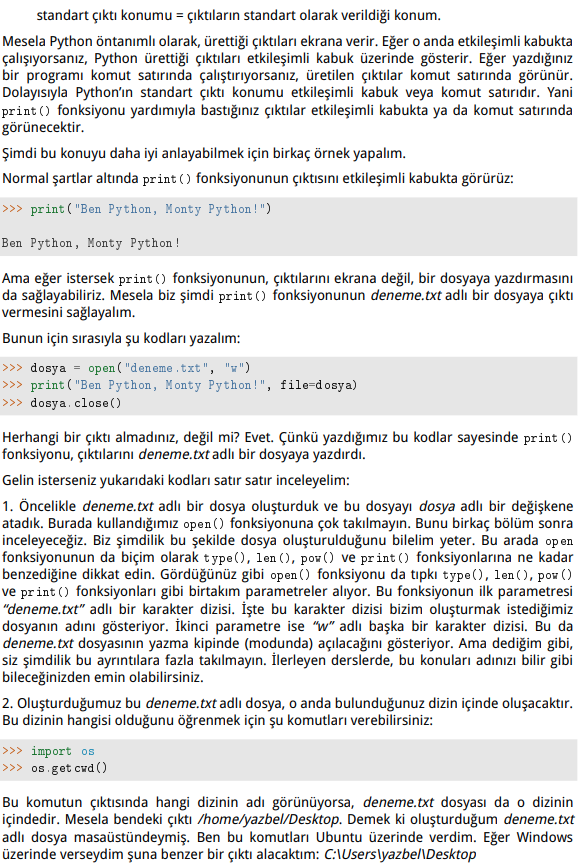 standart çıktı konumu = çıktıların standart olarak verildiği konum.
Mesela Python öntanımlı olarak, ürettiği çıktıları ekrana verir. Eğer o anda etkileşimli kabukta
çalışıyorsanız, Python ürettiği çıktıları etkileşimli kabuk üzerinde gösterir. Eğer yazdığınız
bir programı komut satırında çalıştırıyorsanız, üretilen çıktılar komut satırında görünür.
Dolayısıyla Python’ın standart çıktı konumu etkileşimli kabuk veya komut satırıdır. Yani
print() fonksiyonu yardımıyla bastığınız çıktılar etkileşimli kabukta ya da komut satırında
görünecektir.
Şimdi bu konuyu daha iyi anlayabilmek için birkaç örnek yapalım.
Normal şartlar altında print() fonksiyonunun çıktısını etkileşimli kabukta görürüz:
>>> print("Ben Python, Monty Python!")
Ben Python, Monty Python!
Ama eğer istersek print() fonksiyonunun, çıktılarını ekrana değil, bir dosyaya yazdırmasını
da sağlayabiliriz. Mesela biz şimdi print() fonksiyonunun deneme.txt adlı bir dosyaya çıktı
vermesini sağlayalım.
Bunun için sırasıyla şu kodları yazalım:
>>> dosya = open("deneme.txt", "w")
>>> print("Ben Python, Monty Python!", file=dosya)
>>> dosya.close()
Herhangi bir çıktı almadınız, değil mi? Evet. Çünkü yazdığımız bu kodlar sayesinde print()
fonksiyonu, çıktılarını deneme.txt adlı bir dosyaya yazdırdı.
Gelin isterseniz yukarıdaki kodları satır satır inceleyelim:
1. Öncelikle deneme.txt adlı bir dosya oluşturduk ve bu dosyayı dosya adlı bir değişkene
atadık. Burada kullandığımız open() fonksiyonuna çok takılmayın. Bunu birkaç bölüm sonra
inceleyeceğiz. Biz şimdilik bu şekilde dosya oluşturulduğunu bilelim yeter. Bu arada open
fonksiyonunun da biçim olarak type(), len(), pow() ve print() fonksiyonlarına ne kadar
benzediğine dikkat edin. Gördüğünüz gibi open() fonksiyonu da tıpkı type(), len(), pow()
ve print() fonksiyonları gibi birtakım parametreler alıyor. Bu fonksiyonun ilk parametresi
“deneme.txt” adlı bir karakter dizisi. İşte bu karakter dizisi bizim oluşturmak istediğimiz
dosyanın adını gösteriyor. İkinci parametre ise “w” adlı başka bir karakter dizisi. Bu da
deneme.txt dosyasının yazma kipinde (modunda) açılacağını gösteriyor. Ama dediğim gibi,
siz şimdilik bu ayrıntılara fazla takılmayın. İlerleyen derslerde, bu konuları adınızı bilir gibi
bileceğinizden emin olabilirsiniz.
2. Oluşturduğumuz bu deneme.txt adlı dosya, o anda bulunduğunuz dizin içinde oluşacaktır.
Bu dizinin hangisi olduğunu öğrenmek için şu komutları verebilirsiniz:
>>> import os
>>> os.getcwd()
Bu komutun çıktısında hangi dizinin adı görünüyorsa, deneme.txt dosyası da o dizinin
içindedir. Mesela bendeki çıktı /home/yazbel/Desktop. Demek ki oluşturduğum deneme.txt
adlı dosya masaüstündeymiş. Ben bu komutları Ubuntu üzerinde verdim. Eğer Windows
üzerinde verseydim şuna benzer bir çıktı alacaktım: C:\Users\yazbel\Desktop